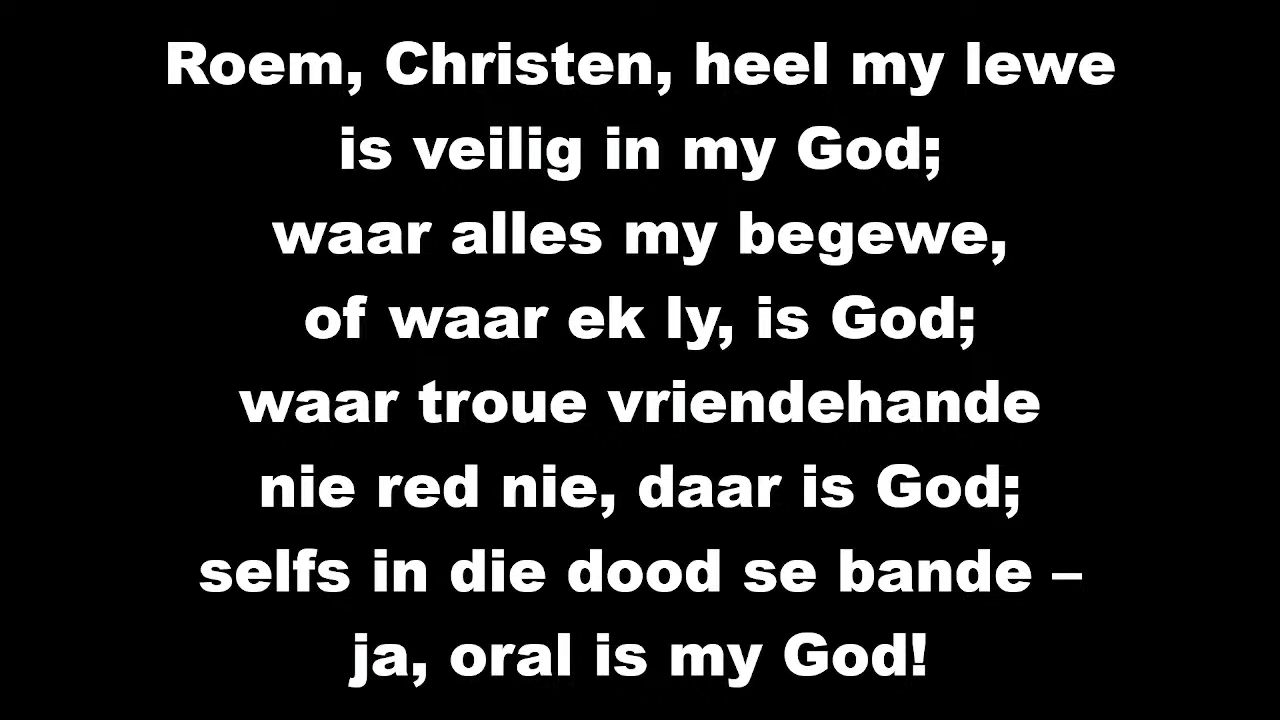 Roem, Christen, heel my lewe
is veilig in my God;
waar alles my begewe,
of waar ek ly, is God;
waar troue vriendehande
nie red nie, daar is God;
selfs in die dood se bande –
ja, oral is my God!